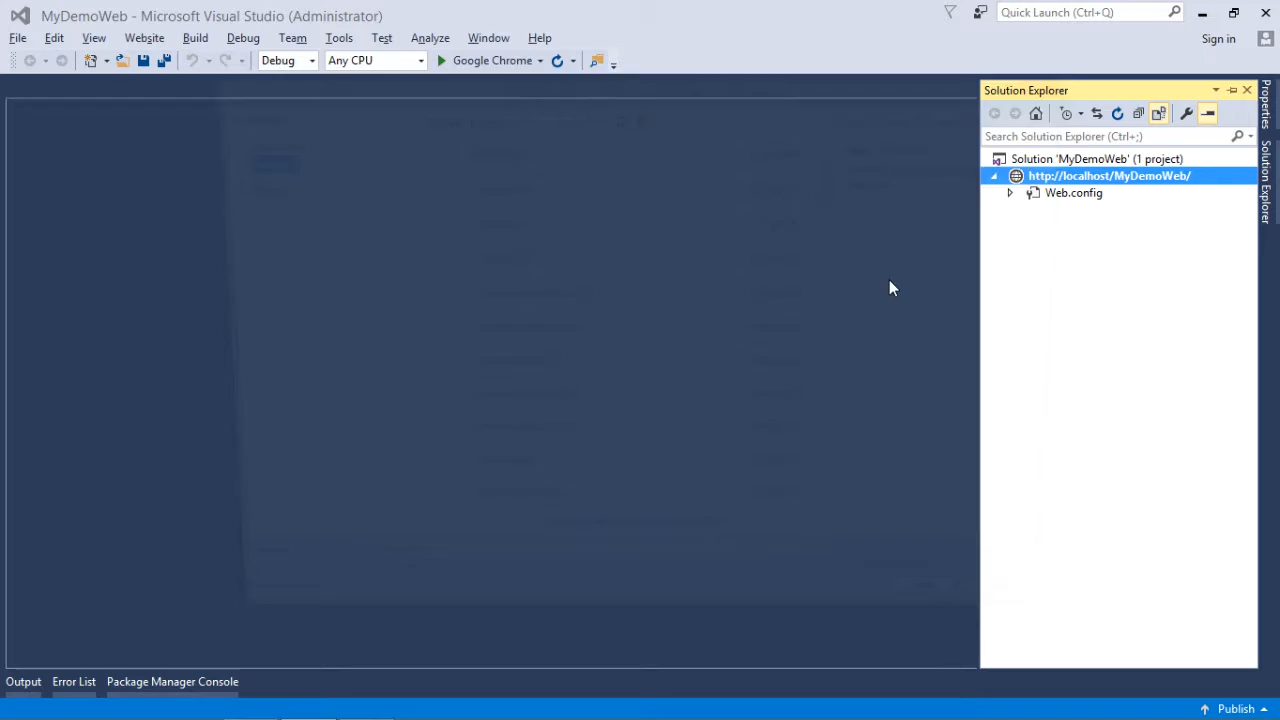 MyDemoWeb - Microsoft Visual Studio (Administrator)
Quick Launch (Ctrl+Q)
File Edit View Website Build Debug Team Tools Test Analyze Window Help
Sign in
Debug Any CPU Google Chrome
Solution Explorer
Search Solution Explorer (Ctrl+;)
Solution 'MyDemoWeb' (1 project)
http://localhost/MyDemoWeb/
Web.config
Properties
Solution Explorer
Output Error List Package Manager Console
Publish